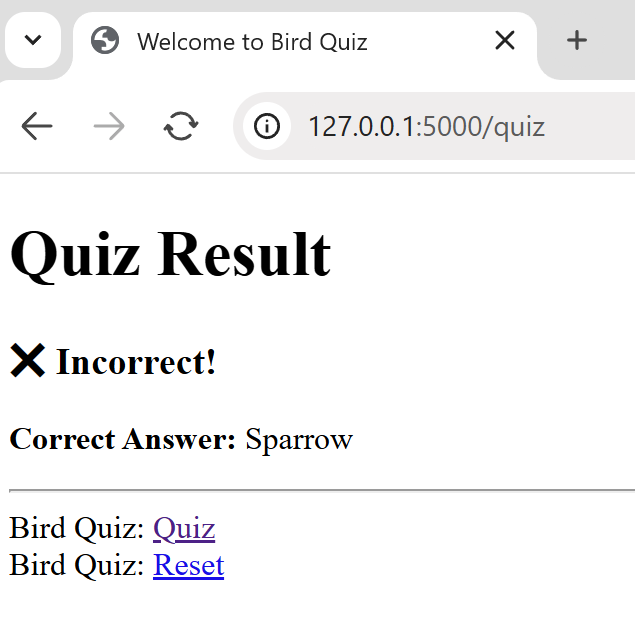 Welcome to Bird Quiz
127.0.0.1:5000/quiz
Quiz Result
❌ Incorrect!
Correct Answer: Sparrow
Bird Quiz: Quiz
Bird Quiz: Reset